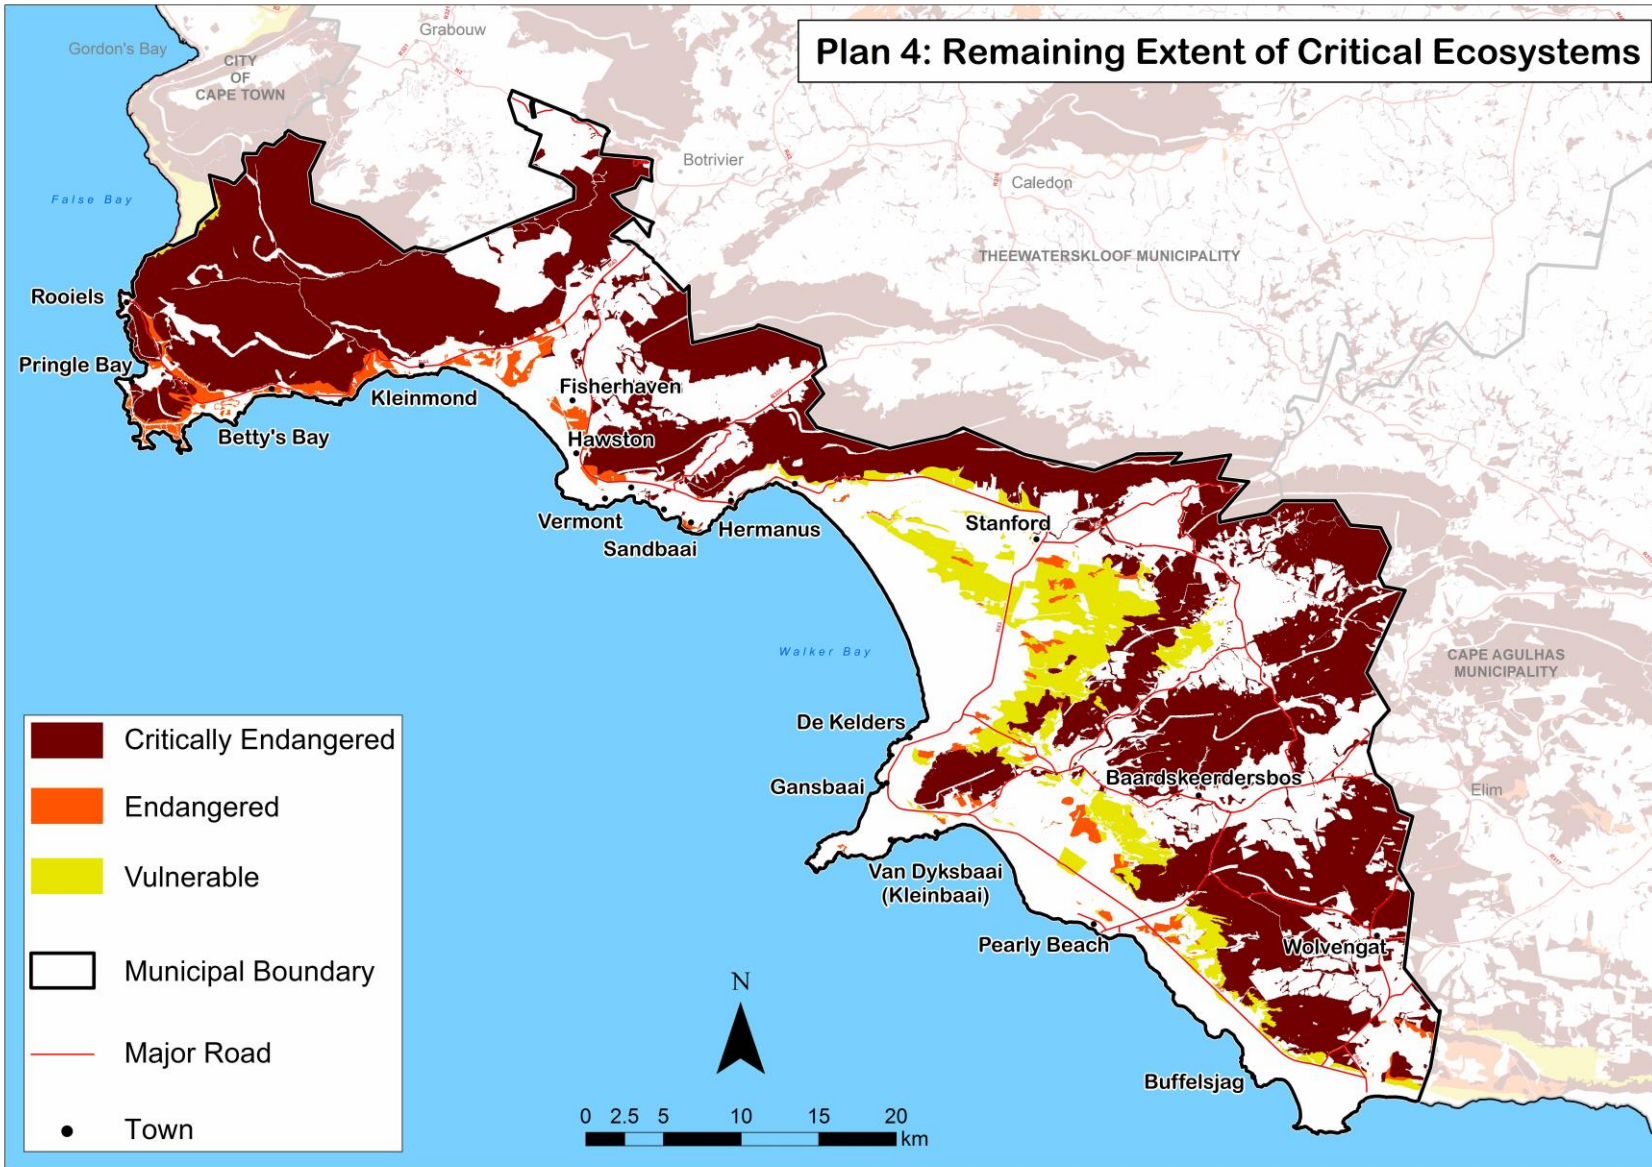 Plan 4: Remaining Extent of Critical Ecosystems
Grabouw
Gordon's Bay
CITY
OF
CAPE TOWN
Botrivier
Caledon
False Bay
THEEWATERSKLOOF MUNICIPALITY
Rooiels
Pringle Bay
Kleinmond
Betty's Bay
Fisherhaven
Hawston
Vermont
Sandbaai
Hermanus
Stanford
Walker Bay
CAPE AGULHAS
MUNICIPALITY
De Kelders
Gansbaai
Baardskeerdersbos
Elim
Van Dyksbaai
(Kleinbaai)
Pearly Beach
Wolvengat
Buffelsjag
Critically Endangered
Endangered
Vulnerable
Municipal Boundary
Major Road
Town
N
0 2.5 5 10 15 20
km